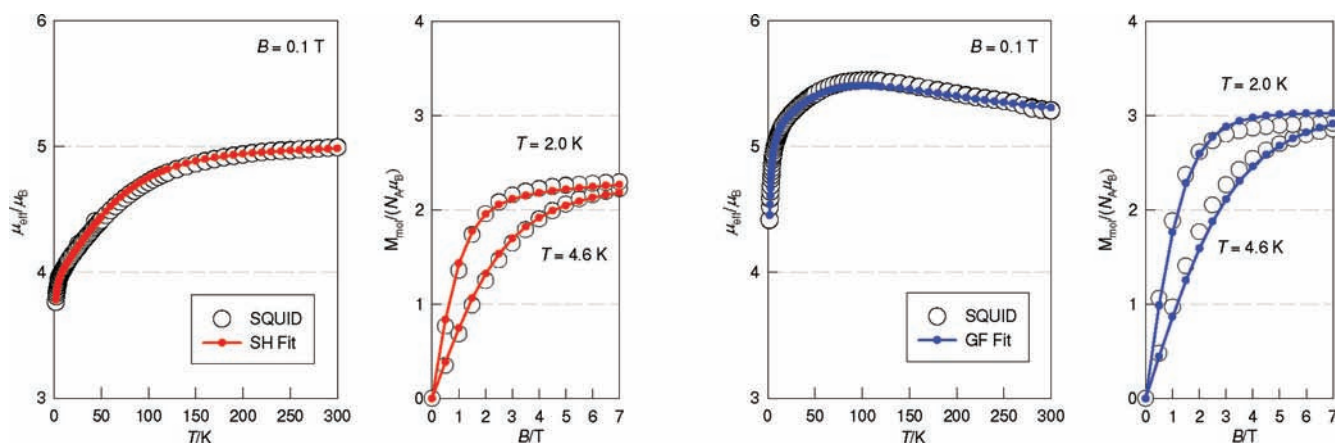 6
5
4
3
μeff/μB
B = 0.1 T
SQUID
SH Fit
0 50 100 150 200 250 300
T/K
4
3
2
1
0
Mmol/(NAμB)
T = 2.0 K
T = 4.6 K
0 1 2 3 4 5 6 7
B/T
6
5
4
3
μeff/μB
B = 0.1 T
SQUID
GF Fit
0 50 100 150 200 250 300
T/K
4
3
2
1
0
Mmol/(NAμB)
T = 2.0 K
T = 4.6 K
0 1 2 3 4 5 6 7
B/T